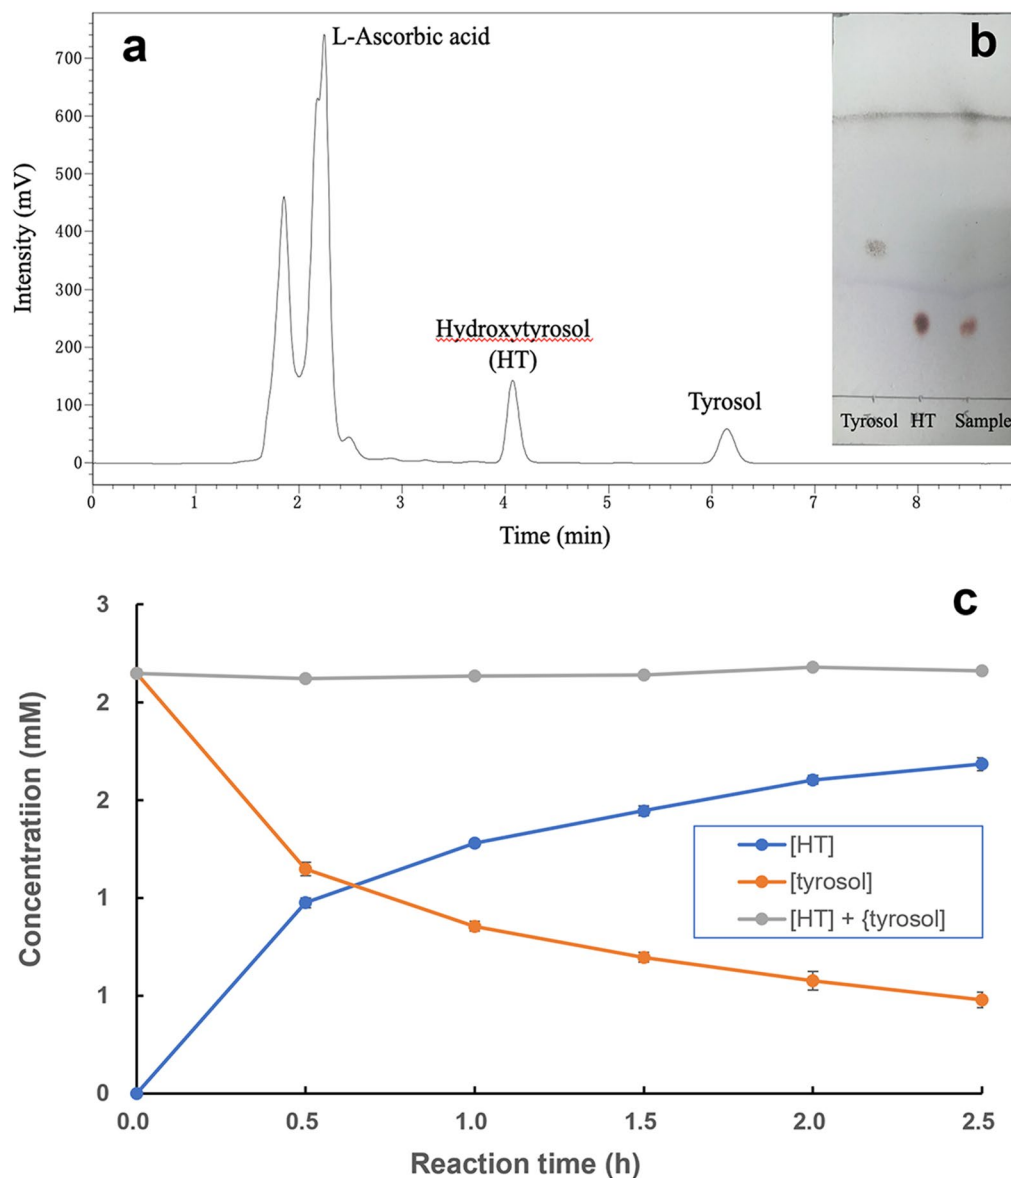 a
L-Ascorbic acid
b
700
600
500
400
300
200
100
0
Intensity (mV)
Hydroxytyrosol
(HT)
Tyrosol
0 1 2 3 4 5 6 7 8
Time (min)
Tyrosol HT Sample
c
3
2
2
1
1
0
Concentratiion (mM)
[HT]
[tyrosol]
[HT] + {tyrosol]
0.0 0.5 1.0 1.5 2.0 2.5
Reaction time (h)